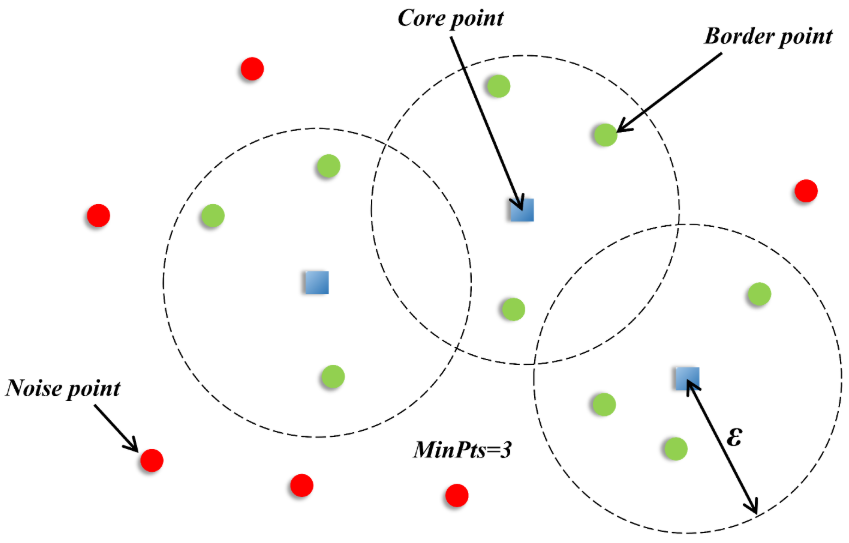 Core point
Border point
Noise point
MinPts=3
ε